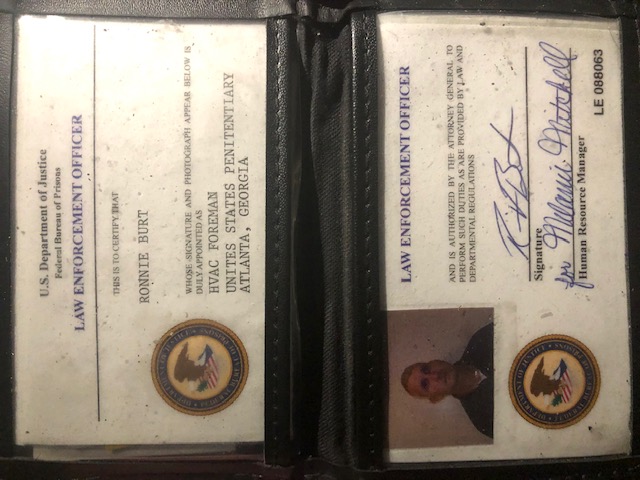 U.S. Department of Justice
Federal Bureau of Prisons
LAW ENFORCEMENT OFFICER
THIS IS TO CERTIFY THAT
RONNIE BURT
WHOSE SIGNATURE AND PHOTOGRAPH APPEAR BELOW IS
DULY APPOINTED AS
HVAC FOREMAN
UNITES STATES PENITENTIARY
ATLANTA, GEORGIA
LAW ENFORCEMENT OFFICER
AND IS AUTHORIZED BY THE ATTORNEY GENERAL TO
PERFORM SUCH DUTIES AS ARE PROVIDED BY LAW AND
DEPARTMENTAL REGULATIONS
Signature
for Melanie Mitchell
Human Resource Manager
LE 088063